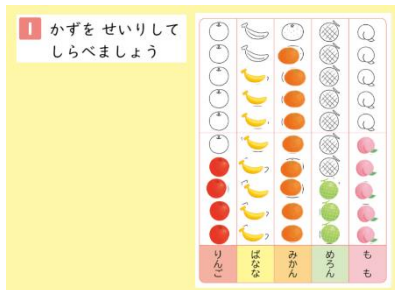 1 かずを せいりして
しらべましょう
りんご
ばなな
みかん
めろん
もも